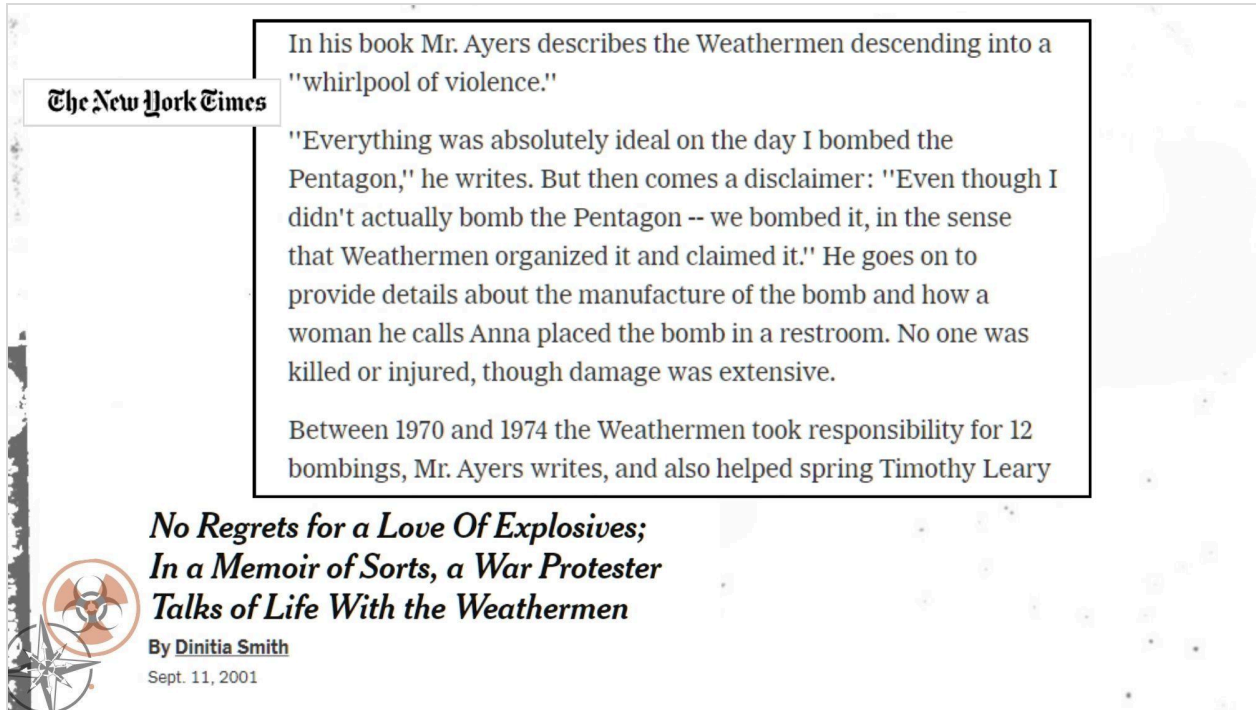 In his book Mr. Ayers describes the Weathermen descending into a
''whirlpool of violence.''
The New York Times
''Everything was absolutely ideal on the day I bombed the
Pentagon,'' he writes. But then comes a disclaimer: ''Even though I
didn't actually bomb the Pentagon -- we bombed it, in the sense
that Weathermen organized it and claimed it.'' He goes on to
provide details about the manufacture of the bomb and how a
woman he calls Anna placed the bomb in a restroom. No one was
killed or injured, though damage was extensive.
Between 1970 and 1974 the Weathermen took responsibility for 12
bombings, Mr. Ayers writes, and also helped spring Timothy Leary
No Regrets for a Love Of Explosives;
In a Memoir of Sorts, a War Protester
Talks of Life With the Weathermen
By Dinitia Smith
Sept. 11, 2001